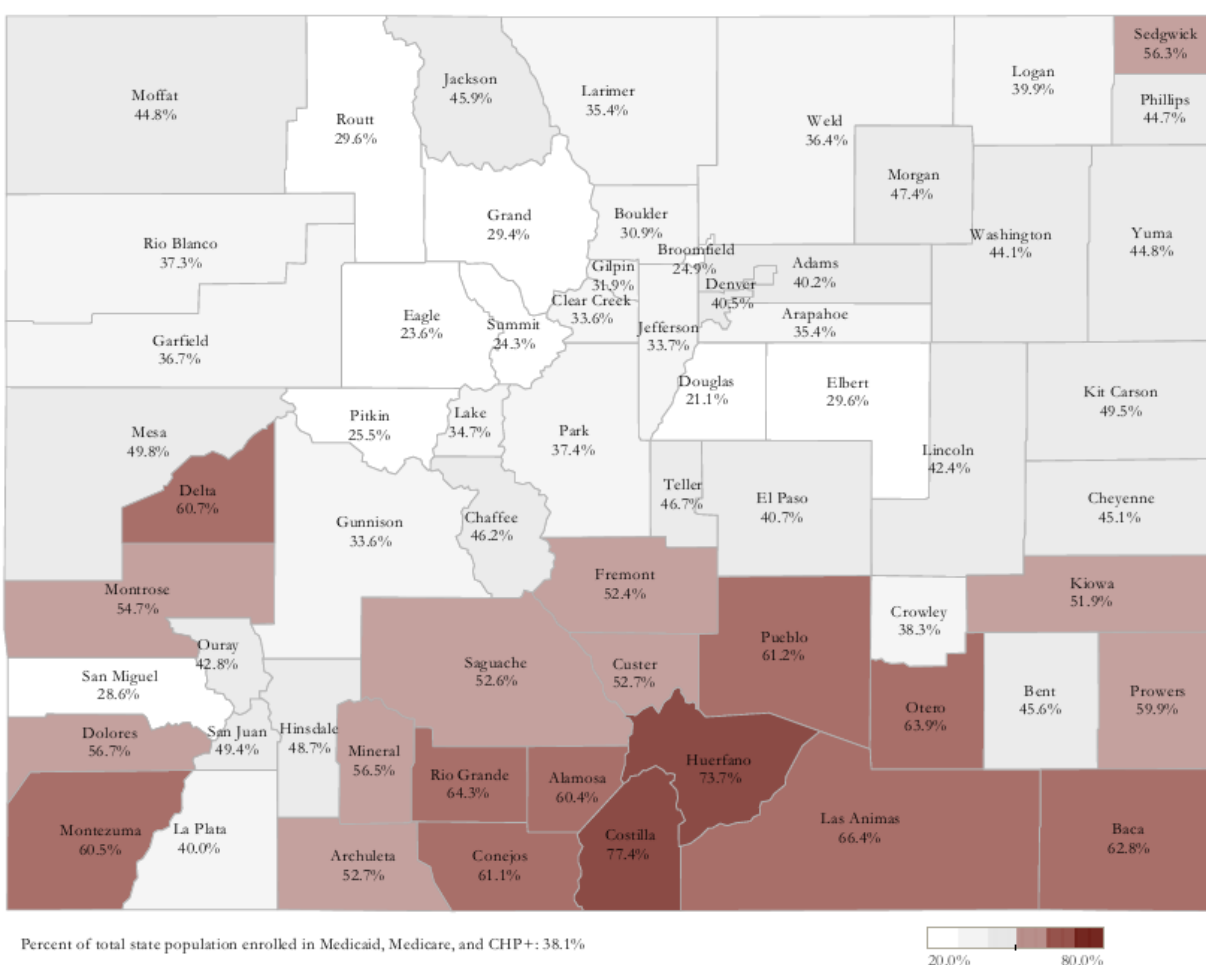 Sedgwick
56.3%
Moffat
44.8%
Routt
29.6%
Jackson
45.9%
Larimer
35.4%
Weld
36.4%
Logan
39.9%
Phillips
44.7%
Morgan
47.4%
Washington
44.1%
Yuma
44.8%
Rio Blanco
37.3%
Grand
29.4%
Boulder
30.9%
Broomfield
24.9%
Gilpin
31.9%
Clear Creek
33.6%
Denver
40.5%
Adams
40.2%
Arapahoe
35.4%
Garfield
36.7%
Eagle
23.6%
Summit
24.3%
Jefferson
33.7%
Douglas
21.1%
Elbert
29.6%
Kit Carson
49.5%
Mesa
49.8%
Pitkin
25.5%
Lake
34.7%
Park
37.4%
Lincoln
42.4%
Delta
60.7%
Gunnison
33.6%
Chaffee
46.2%
Teller
46.7%
El Paso
40.7%
Cheyenne
45.1%
Montrose
54.7%
Fremont
52.4%
Crowley
38.3%
Kiowa
51.9%
Ouray
42.8%
San Miguel
28.6%
Saguache
52.6%
Custer
52.7%
Pueblo
61.2%
Otero
63.9%
Bent
45.6%
Prowers
59.9%
Dolores
56.7%
San Juan
49.4%
Hinsdale
48.7%
Mineral
56.5%
Rio Grande
64.3%
Alamosa
60.4%
Huerfano
73.7%
Montezuma
60.5%
La Plata
40.0%
Archuleta
52.7%
Conejos
61.1%
Costilla
77.4%
Las Animas
66.4%
Baca
62.8%
Percent of total state population enrolled in Medicaid, Medicare, and CHP+: 38.1%
20.0% 80.0%